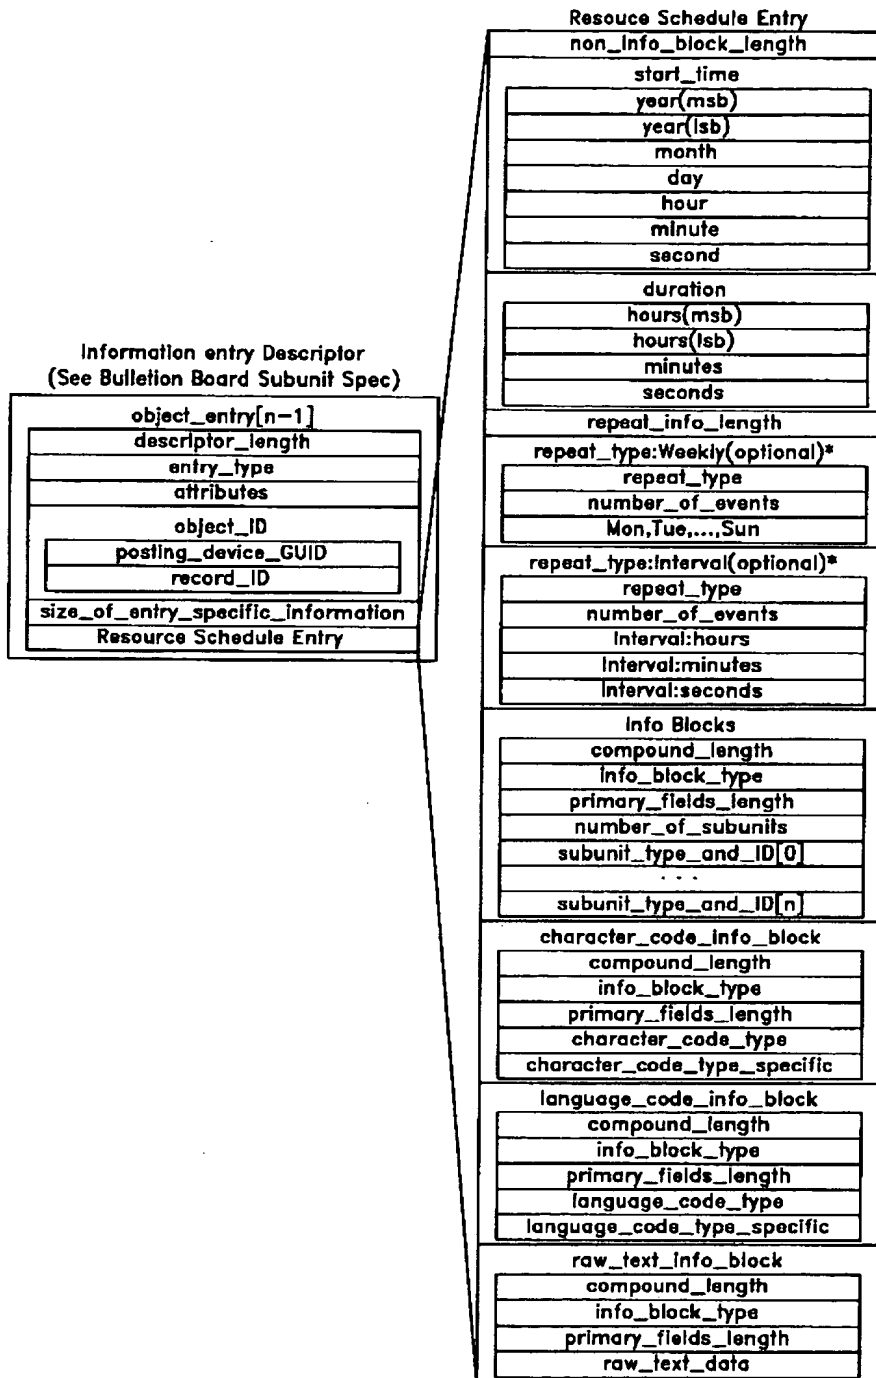 Information entry Descriptor
(See Bulletion Board Subunit Spec)
object_entry[n-1]
descriptor_length
entry_type
attributes
object_ID
posting_device_GUID
record_ID
size_of_entry_specific_information
Resource Schedule Entry
Resouce Schedule Entry
non_info_block_length
start_time
year(msb)
year(lsb)
month
day
hour
minute
second
duration
hours(msb)
hours(lsb)
minutes
seconds
repeat_info_length
repeat_type:Weekly(optional)*
repeat_type
number_of_events
Mon,Tue,...,Sun
repeat_type:Interval(optional)*
repeat_type
number_of_events
Interval:hours
Interval:minutes
Interval:seconds
Info Blocks
compound_length
info_block_type
primary_fields_length
number_of_subunits
subunit_type_and_ID[0]
...
subunit_type_and_ID[n]
character_code_info_block
compound_length
info_block_type
primary_fields_length
character_code_type
character_code_type_specific
language_code_info_block
compound_length
info_block_type
primary_fields_length
language_code_type
language_code_type_specific
raw_text_info_block
compound_length
info_block_type
primary_fields_length
raw_text_data